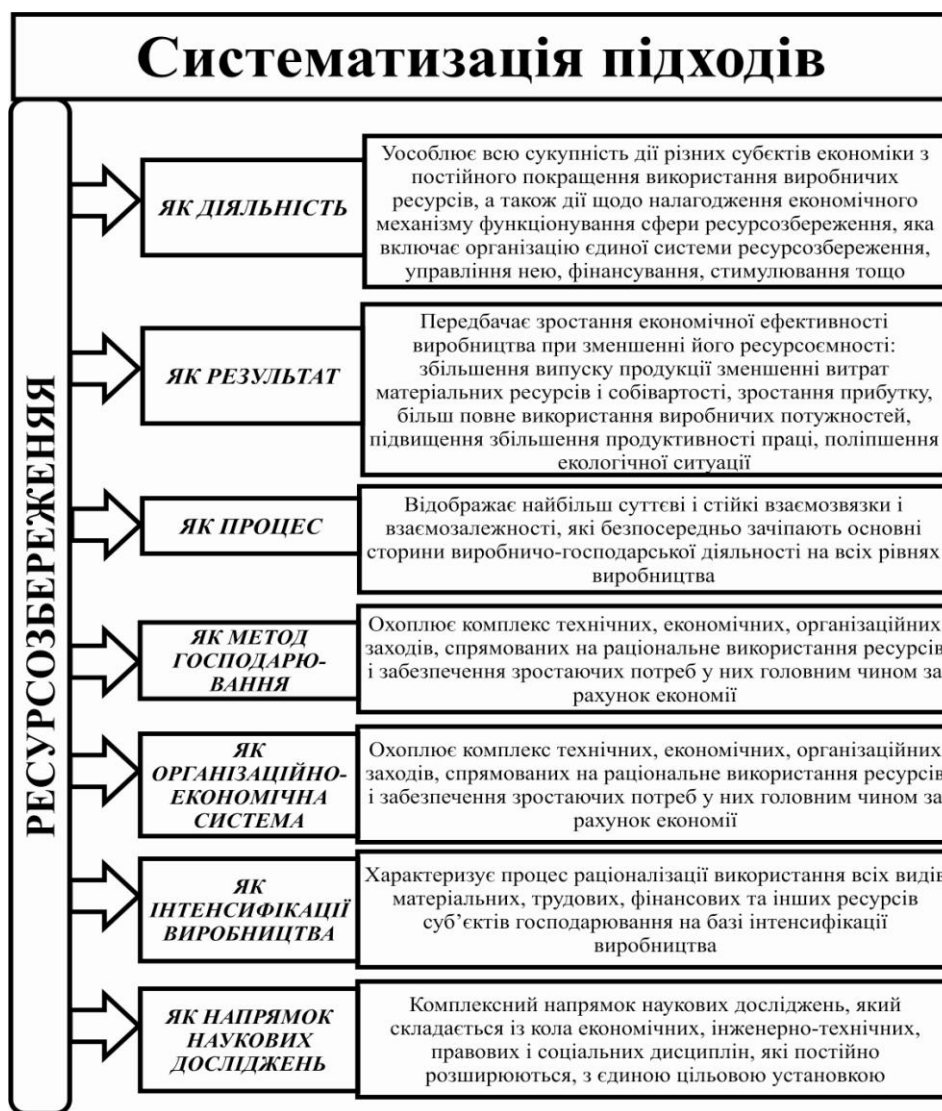 Систематизація підходів
РЕСУРСОЗБЕРЕЖЕНЯЯ
ЯК ДІЯЛЬНІСТЬ
Уособлює всю сукупність дії різних субєктів економіки з
постійного покращення використання виробничих
ресурсів, а також дії щодо налагодження економічного
механізму функціонування сфери ресурсозбереження, яка
включає організацію єдиної системи ресурсозбереження,
управління нею, фінансування, стимулювання тощо
ЯК РЕЗУЛЬТАТ
Передбачає зростання економічної ефективності
виробництва при зменшенні його ресурсоємності:
збільшення випуску продукції зменшенні витрат
матеріальних ресурсів і собівартості, зростання прибутку,
більш повне використання виробничих потужностей,
підвищення збільшення продуктивності праці, поліпшення
екологічної ситуації
ЯК ПРОЦЕС
Відображає найбільш суттєві і стійкі взаємозвязки і
взаємозалежності, які безпосередньо зачіпають основні
сторини виробничо-господарської діяльності на всіх рівнях
виробництва
ЯК МЕТОД
ГОСПОДАРЮ-
ВАННЯ
Охоплює комплекс технічних, економічних, організаційних
заходів, спрямованих на раціональне використання ресурсів
і забезпечення зростаючих потреб у них головним чином за
рахунок економії
ЯК
ОРГАНІЗАЦІЙНО-
ЕКОНОМІЧНА
СИСТЕМА
Охоплює комплекс технічних, економічних, організаційних
заходів, спрямованих на раціональне використання ресурсів
і забезпечення зростаючих потреб у них головним чином за
рахунок економії
ЯК
ІНТЕНСИФІКАЦІЇ
ВИРОБНИЦТВА
Характеризує процес раціоналізації використання всіх видів
матеріальних, трудових, фінансових та інших ресурсів
суб’єктів господарювання на базі інтенсифікації
виробництва
ЯК НАПРЯМОК
НАУКОВИХ
ДОСЛІДЖЕНЬ
Комплексний напрямок наукових досліджень, який
складається із кола економічних, інженерно-технічних,
правових і соціальних дисциплін, які постійно
розширюються, з єдиною цільовою установкою